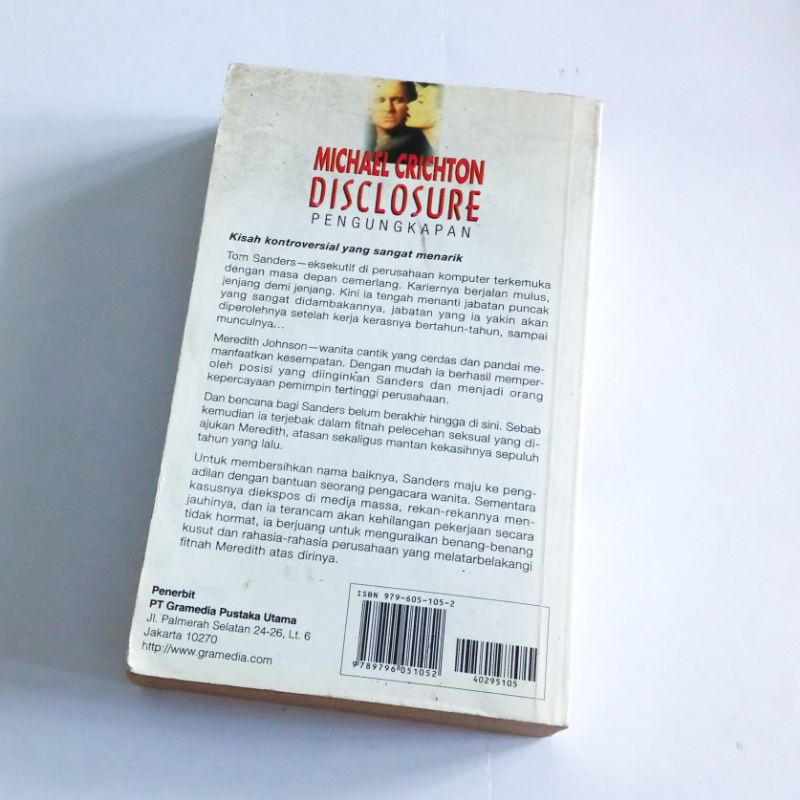 MICHAEL CRICHTON
DISCLOSURE
PENGUNGKAPAN
Kisah kontroversial yang sangat menarik
Tom Sanders—eksekutif di perusahaan komputer terkemuka
dengan masa depan cemerlang. Kariernya berjalan mulus,
jenjang demi jenjang. Kini ia tengah menanti jabatan puncak
yang sangat didambakannya, jabatan yang ia yakin akan
diperolehnya setelah kerja kerasnya bertahun-tahun, sampai
munculnya...
Meredith Johnson—wanita cantik yang cerdas dan pandai me-
manfaatkan kesempatan. Dengan mudah ia berhasil memper-
oleh posisi yang diinginkan Sanders dan menjadi orang
kepercayaan pemimpin tertinggi perusahaan.
Dan bencana bagi Sanders belum berakhir hingga di sini. Sebab
kemudian ia terjebak dalam fitnah pelecehan seksual yang di-
ajukan Meredith, atasan sekaligus mantan kekasihnya sepuluh
tahun yang lalu.
Untuk membersihkan nama baiknya, Sanders maju ke peng-
adilan dengan bantuan seorang pengacara wanita. Sementara
kasusnya diekspos di media massa, rekan-rekannya men-
jauhinya, dan ia terancam akan kehilangan pekerjaan secara
tidak hormat, ia berjuang untuk menguraikan benang-benang
kusut dan rahasia-rahasia perusahaan yang melatarbelakangi
fitnah Meredith atas dirinya.
Penerbit
PT Gramedia Pustaka Utama
Jl. Palmerah Selatan 24-26, Lt. 6
Jakarta 10270
http://www.gramedia.com
ISBN 979-605-105-2
9789796051052
40295105